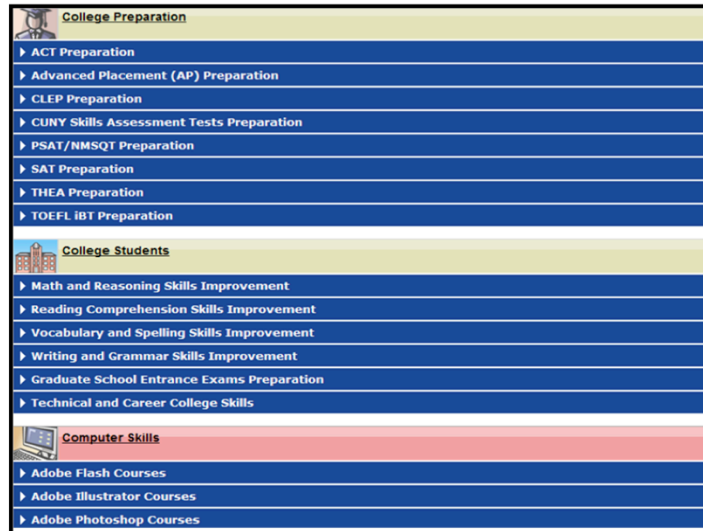 College Preparation
ACT Preparation
Advanced Placement (AP) Preparation
CLEP Preparation
CUNY Skills Assessment Tests Preparation
PSAT/NMSQT Preparation
SAT Preparation
THEA Preparation
TOEFL iBT Preparation
College Students
Math and Reasoning Skills Improvement
Reading Comprehension Skills Improvement
Vocabulary and Spelling Skills Improvement
Writing and Grammar Skills Improvement
Graduate School Entrance Exams Preparation
Technical and Career College Skills
Computer Skills
Adobe Flash Courses
Adobe Illustrator Courses
Adobe Photoshop Courses